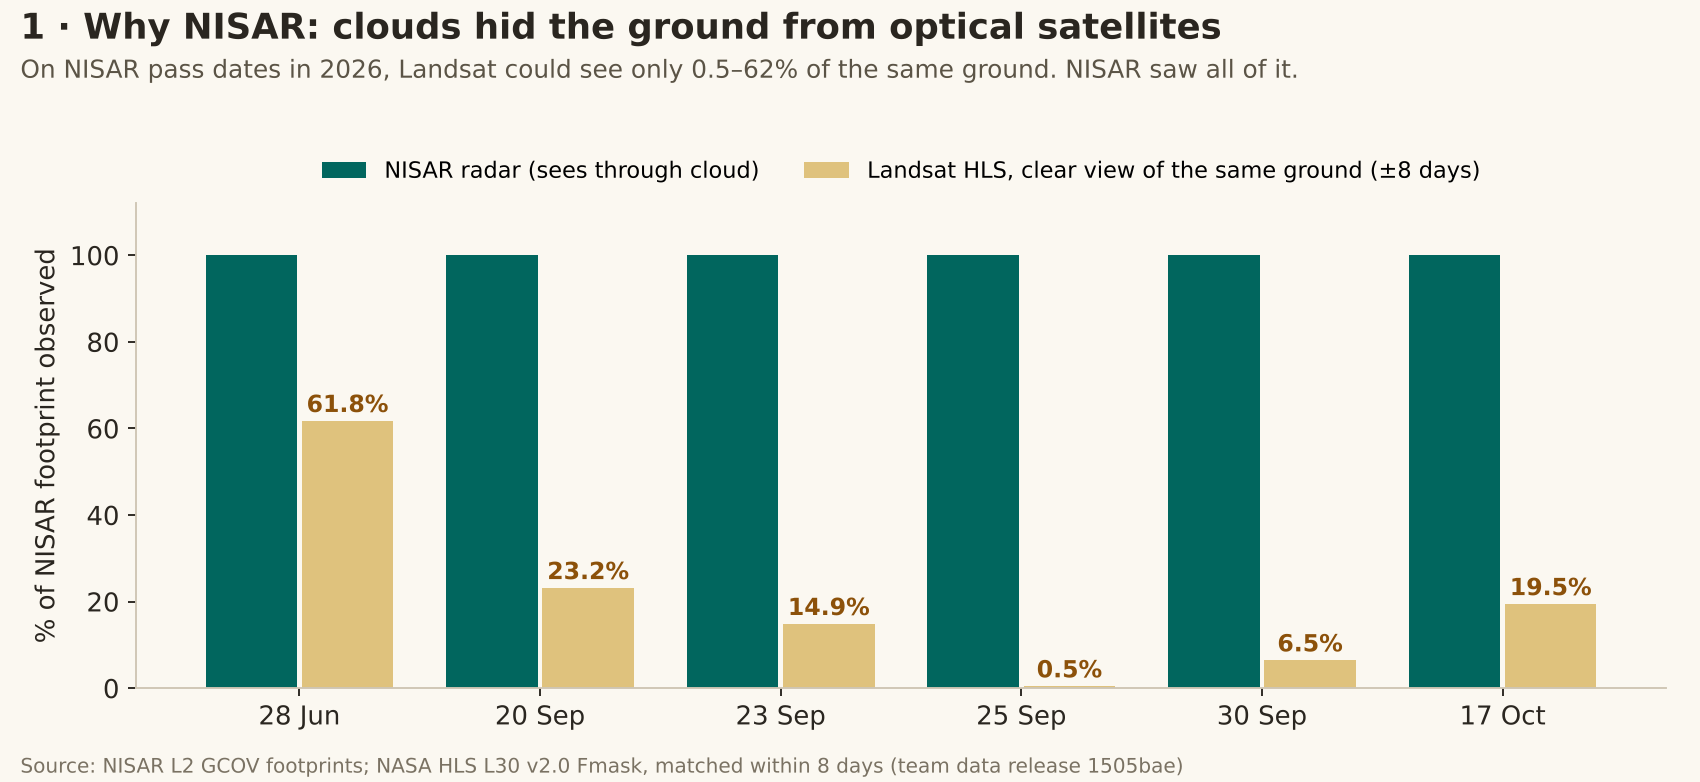 1 · Why NISAR: clouds hid the ground from optical satellites
On NISAR pass dates in 2026, Landsat could see only 0.5–62% of the same ground. NISAR saw all of it.
NISAR radar (sees through cloud)
Landsat HLS, clear view of the same ground (±8 days)
% of NISAR footprint observed
100
80
60
40
20
0
61.8%
23.2%
14.9%
0.5%
6.5%
19.5%
28 Jun
20 Sep
23 Sep
25 Sep
30 Sep
17 Oct
Source: NISAR L2 GCOV footprints; NASA HLS L30 v2.0 Fmask, matched within 8 days (team data release 1505bae)